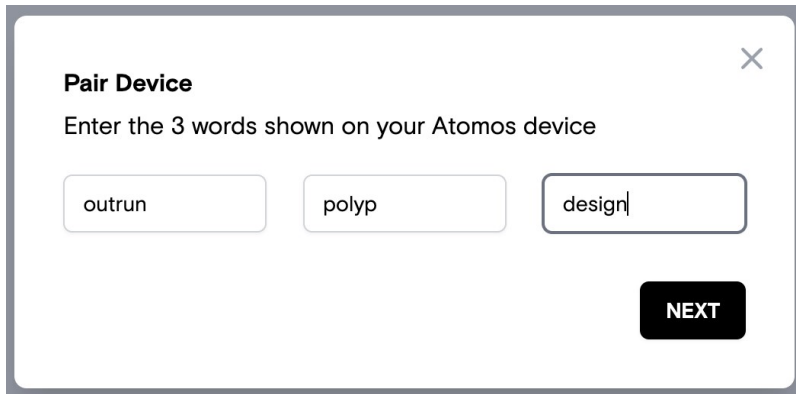 Pair Device
Enter the 3 words shown on your Atomos device
outrun polyp design
NEXT